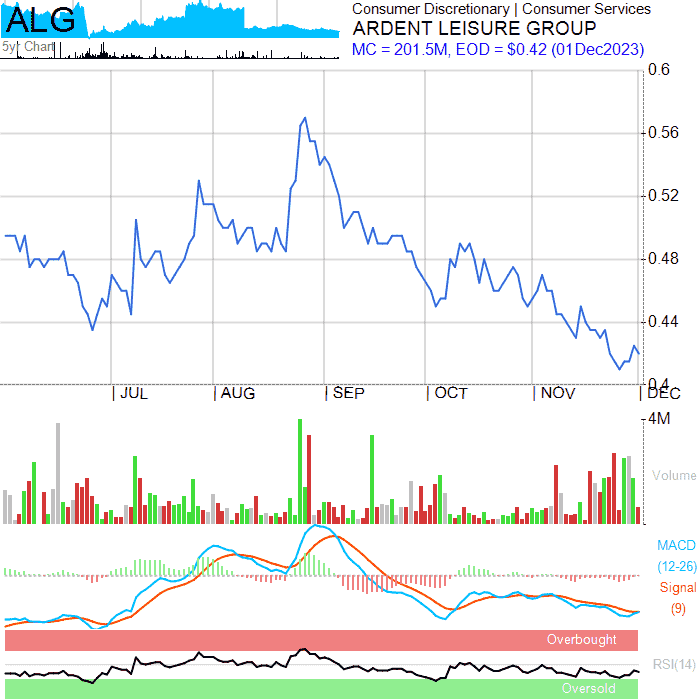 ALG
5yr Chart
Consumer Discretionary | Consumer Services
ARDENT LEISURE GROUP
MC = 201.5M, EOD = $0.42 (01Dec2023)
0.6
0.56
0.52
0.48
0.44
0.4
JUL
AUG
SEP
OCT
NOV
DEC
4M
Volume
MACD
(12-26)
Signal
(9)
Overbought
RSI(14)
Oversold